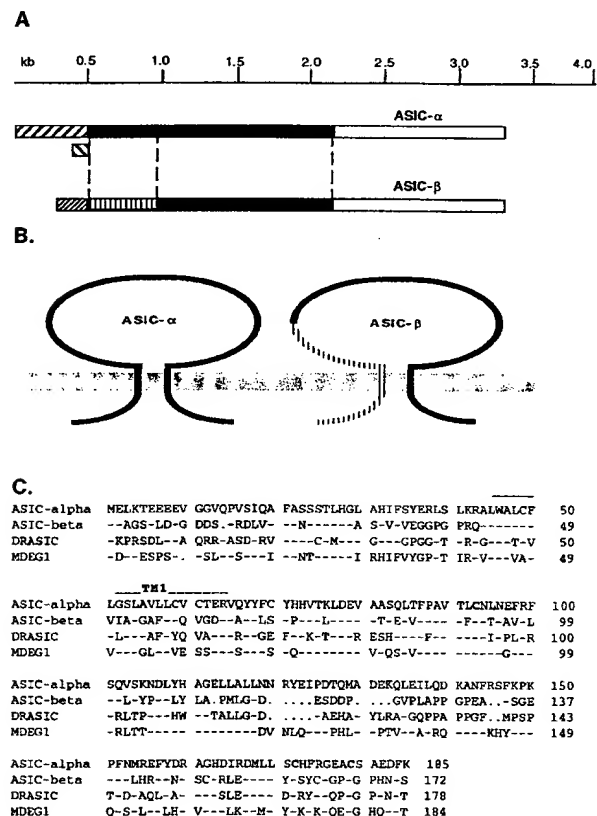 A
kb 0.5 1.0 1.5 2.0 2.5 3.0 3.5 4.0
ASIC-α
ASIC-β
B.
ASIC-α ASIC-β
C.
ASIC-alpha MELKTEEEEV GGVQPVSIQA FASSSTLHGL AHIFSYERLS LKRALWALCF 50
ASIC-beta --AGS-LD-G DDS.-RDLV- --N------A S-V-VEGGPG PRQ------- 49
DRASIC -KPRSDL--A QRR-ASD-RV ----C-M--- G---GPGG-T -R-G---T-V 50
MDEG1 -D--ESPS-- .-SL--S---I --NT-----I RHIFVYGP-T IR-V---VA- 49
TM1
ASIC-alpha LGSLAVLLCV CTERVQYYFC YHHVTKLDEV AASQLTFPAV TLCNLNEFRF 100
ASIC-beta VIA-GAF--Q VGD--A--LS -P---L---- -T-E-V---- --F--T-AV-L 99
DRASIC -L---AF-YQ VA---R--GEF --K-T---R ESH----F--- ----I-PL-R 100
MDEG1 V---GL--VE SS---S---S -Q-------- --VQ-SV--- ------G--- 99
ASIC-alpha SQVSKNDLYH AGELLALLNN RYEIPDTQMA DEKQLEILQD KANFRSFKPK 150
ASIC-beta --L-YP--LY LA.PMLG-D. ....ESDDP. .GVPLAPP GPEA..-SGE 137
DRASIC -RLTP---HW -TALLG-D. ....-AEHA- YLRA-GQPPA PPGF..MPSP 143
MDEG1 -RLTT----- -------DV NLQ--PHL-- -PTV--A-RQ ----KHY--- 149
ASIC-alpha PFNMREFYDR AGHDIRDMLL SCHFRGEACS AEDFK 185
ASIC-beta ---LHR--N- SC-RLE---- -Y-SYC-GP-G PHN-S 172
DRASIC T-D-AQL-A- ---SLE---- D-RY--QP-G P-N-T 178
MDEG1 Q-S-L--LH- V---LK--M- Y-K-K-QE-G HQ--T 184